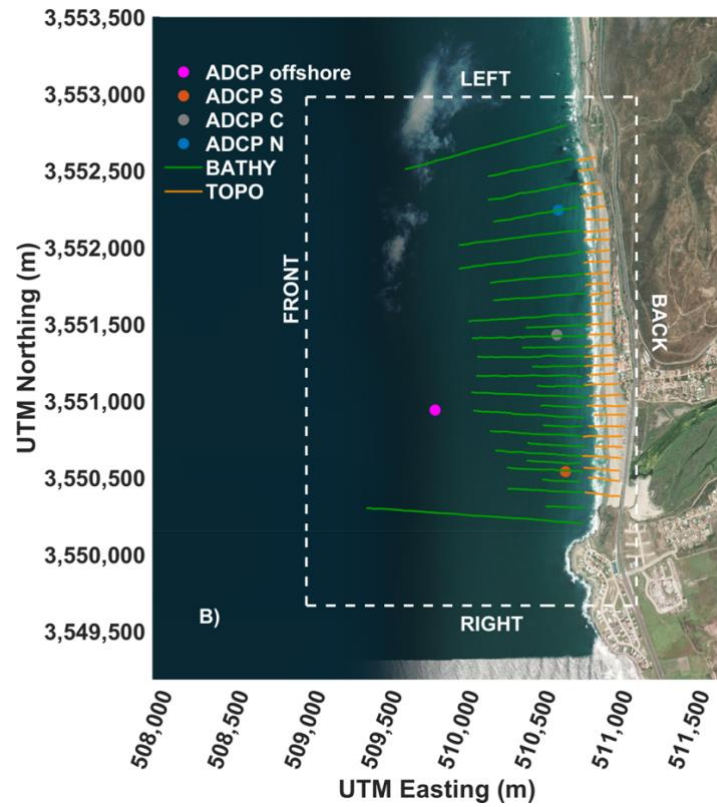 3,553,500
3,553,000
3,552,500
3,552,000
3,551,500
3,551,000
3,550,500
3,550,000
3,549,500
UTM Northing (m)
ADCP offshore
ADCP S
ADCP C
ADCP N
BATHY
TOPO
LEFT
FRONT
BACK
RIGHT
B)
508,000
508,500
509,000
509,500
510,000
510,500
511,000
511,500
UTM Easting (m)